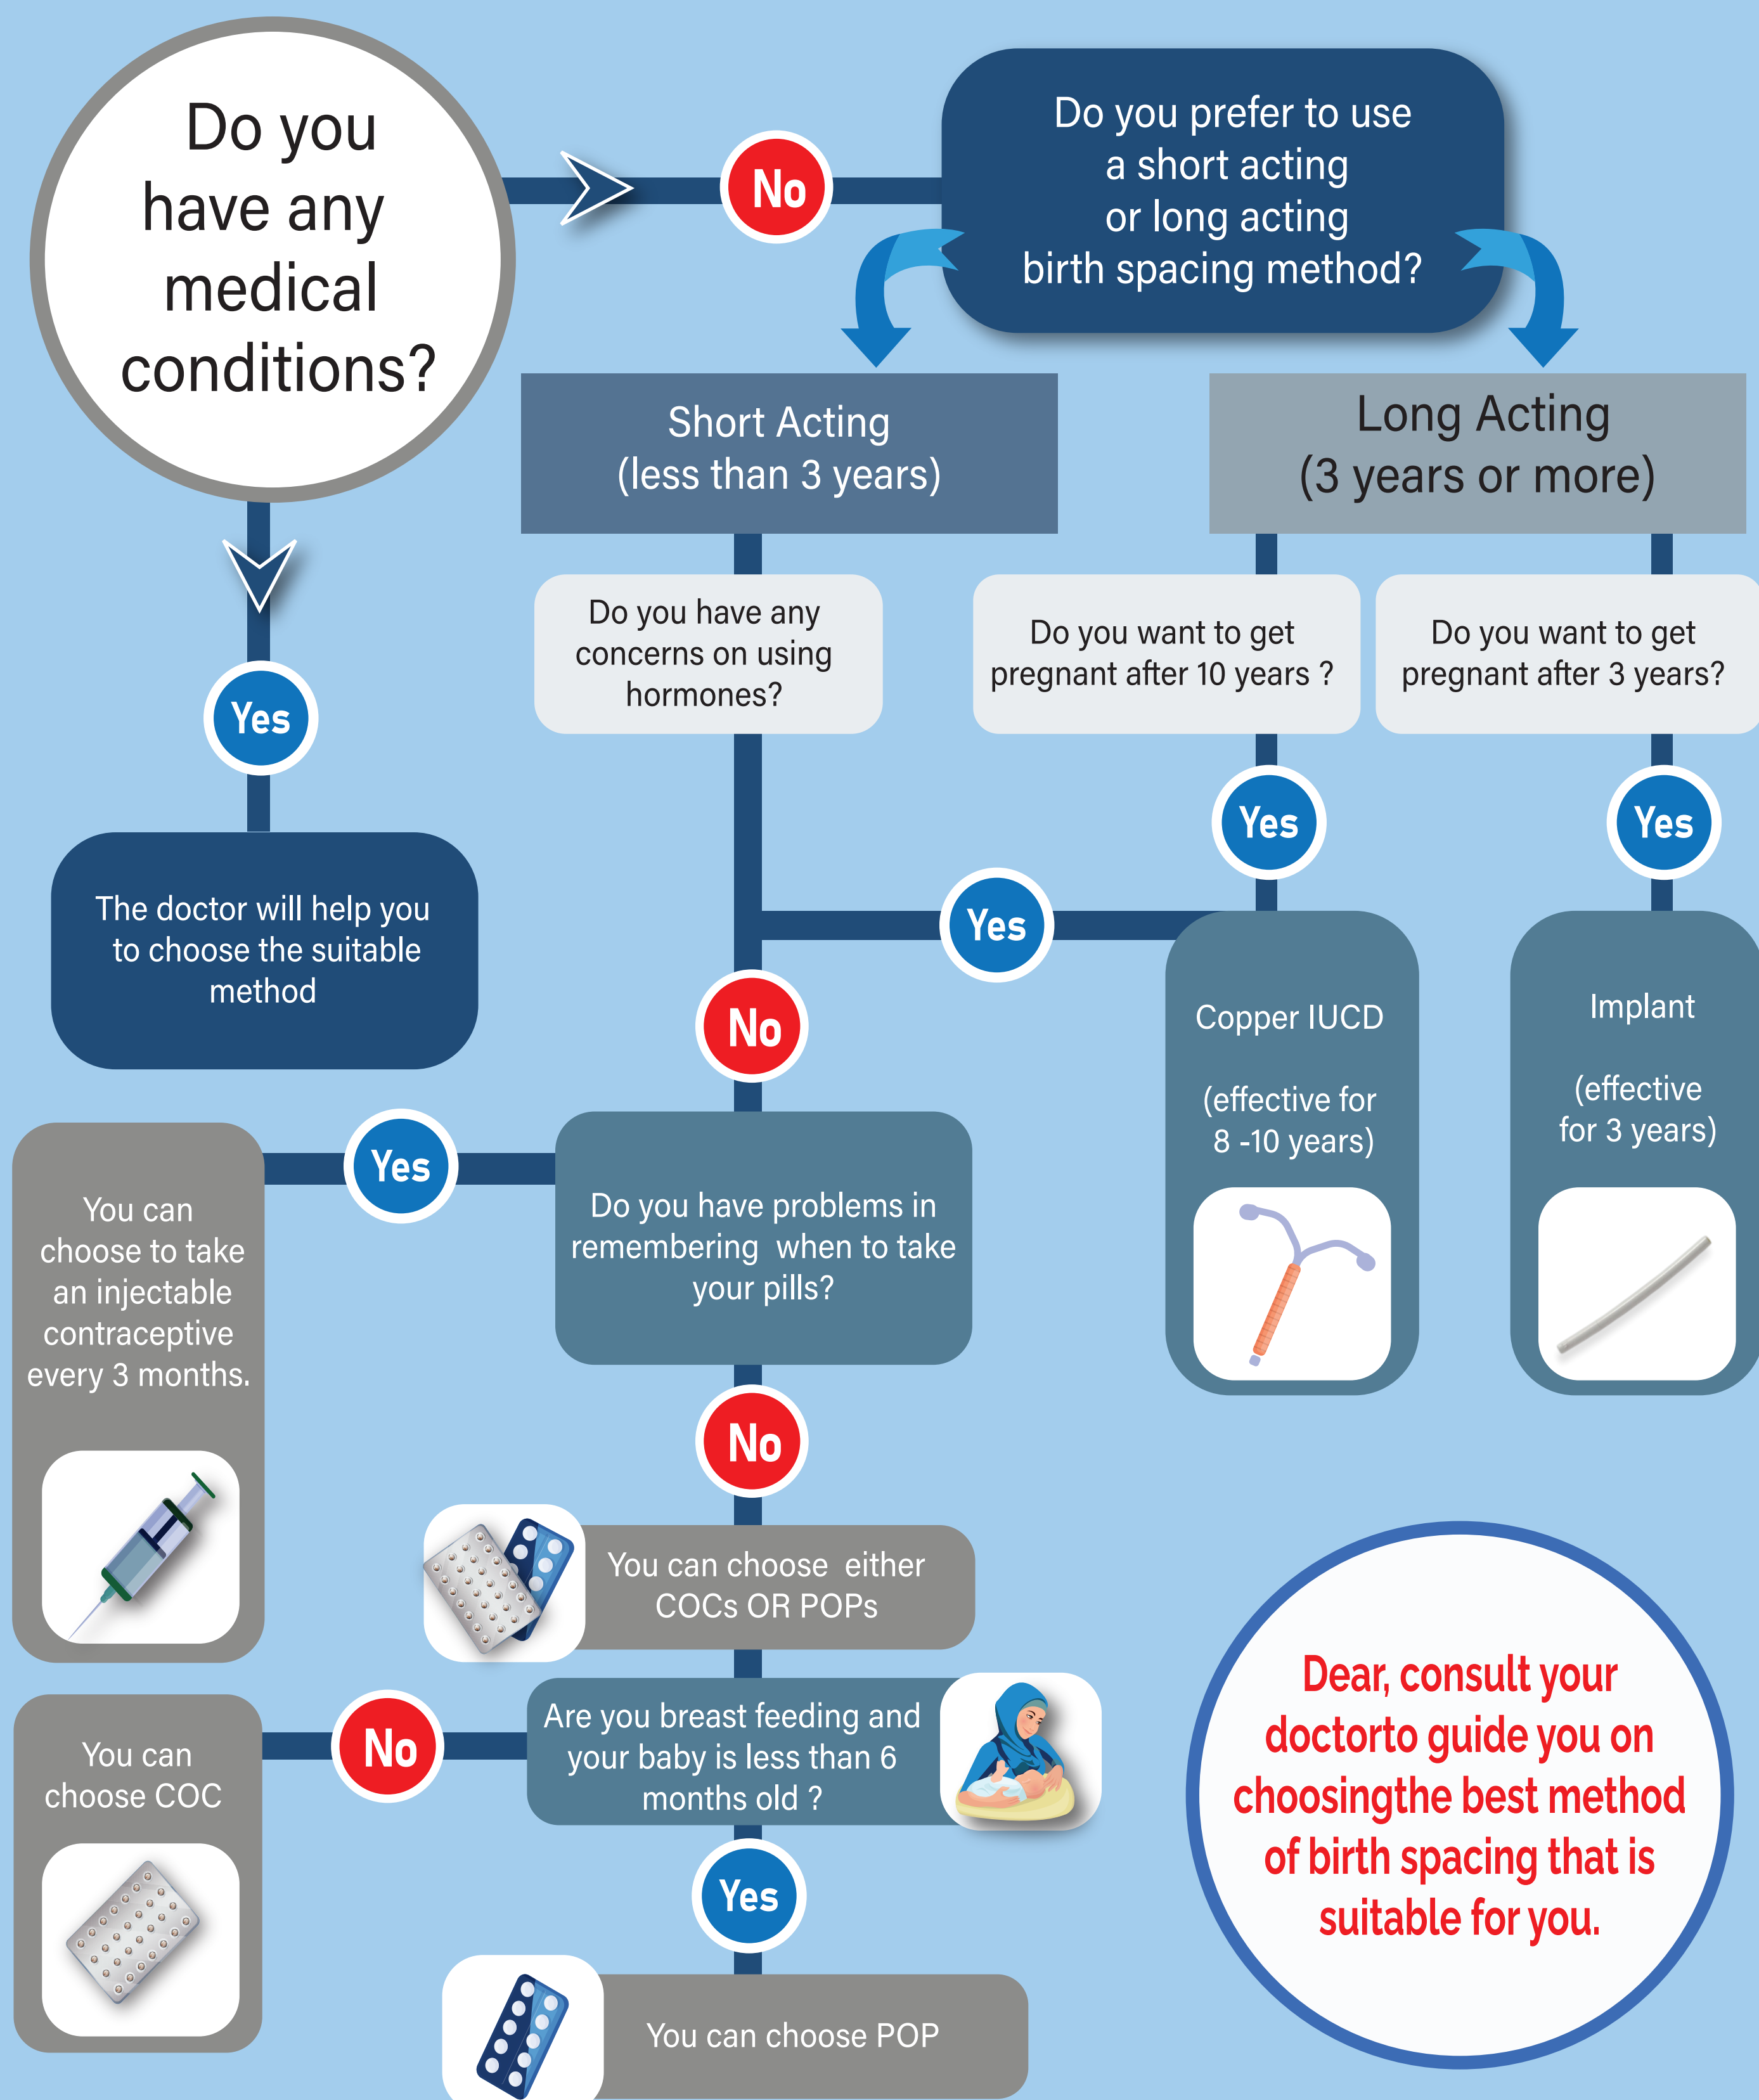 Do you
have any
medical
conditions?
No
Do you prefer to use
a short acting
or long acting
birth spacing method?
Short Acting
(less than 3 years)
Long Acting
(3 years or more)
Do you have any
concerns on using
hormones?
Do you want to get
pregnant after 10 years ?
Do you want to get
pregnant after 3 years?
Yes
Yes
Yes
The doctor will help you
to choose the suitable
method
Yes
No
Copper IUCD
(effective for
8 -10 years)
Implant
(effective
for 3 years)
Yes
Do you have problems in
remembering when to take
your pills?
You can
choose to take
an injectable
contraceptive
every 3 months.
No
You can choose either
COCs OR POPs
Are you breast feeding and
your baby is less than 6
months old ?
No
You can
choose COC
Yes
You can choose POP
Dear, consult your
doctorto guide you on
choosingthe best method
of birth spacing that is
suitable for you.